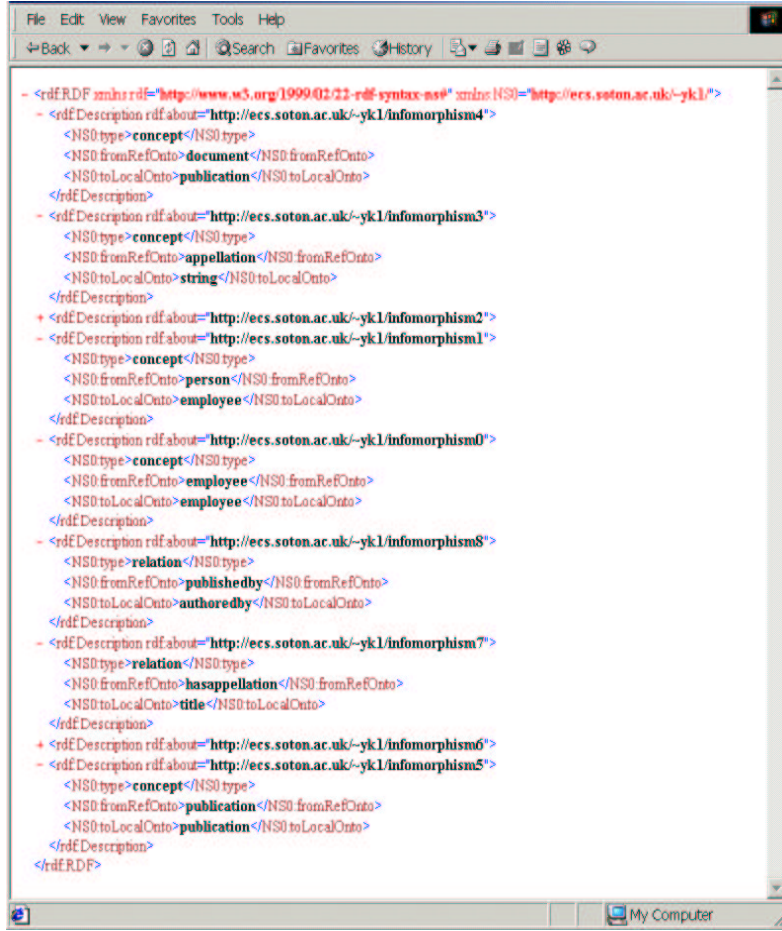 File Edit View Favorites Tools Help
Back Search Favorites History
- <rdf:RDF xmlns:rdf="http://www.w3.org/1999/02/22-rdf-syntax-ns#" xmlns:NS0="http://ecs.soton.ac.uk/~yk1/">
- <rdf:Description rdf:about="http://ecs.soton.ac.uk/~yk1/infomorphism4">
<NS0:type>concept</NS0:type>
<NS0:fromRefOnto>document</NS0:fromRefOnto>
<NS0:toLocalOnto>publication</NS0:toLocalOnto>
</rdf:Description>
- <rdf:Description rdf:about="http://ecs.soton.ac.uk/~yk1/infomorphism3">
<NS0:type>concept</NS0:type>
<NS0:fromRefOnto>appellation</NS0:fromRefOnto>
<NS0:toLocalOnto>string</NS0:toLocalOnto>
</rdf:Description>
+ <rdf:Description rdf:about="http://ecs.soton.ac.uk/~yk1/infomorphism2">
- <rdf:Description rdf:about="http://ecs.soton.ac.uk/~yk1/infomorphism1">
<NS0:type>concept</NS0:type>
<NS0:fromRefOnto>person</NS0:fromRefOnto>
<NS0:toLocalOnto>employee</NS0:toLocalOnto>
</rdf:Description>
- <rdf:Description rdf:about="http://ecs.soton.ac.uk/~yk1/infomorphism0">
<NS0:type>concept</NS0:type>
<NS0:fromRefOnto>employee</NS0:fromRefOnto>
<NS0:toLocalOnto>employee</NS0:toLocalOnto>
</rdf:Description>
- <rdf:Description rdf:about="http://ecs.soton.ac.uk/~yk1/infomorphism8">
<NS0:type>relation</NS0:type>
<NS0:fromRefOnto>publishedby</NS0:fromRefOnto>
<NS0:toLocalOnto>authoredby</NS0:toLocalOnto>
</rdf:Description>
- <rdf:Description rdf:about="http://ecs.soton.ac.uk/~yk1/infomorphism7">
<NS0:type>relation</NS0:type>
<NS0:fromRefOnto>hasappellation</NS0:fromRefOnto>
<NS0:toLocalOnto>title</NS0:toLocalOnto>
</rdf:Description>
+ <rdf:Description rdf:about="http://ecs.soton.ac.uk/~yk1/infomorphism6">
- <rdf:Description rdf:about="http://ecs.soton.ac.uk/~yk1/infomorphism5">
<NS0:type>concept</NS0:type>
<NS0:fromRefOnto>publication</NS0:fromRefOnto>
<NS0:toLocalOnto>publication</NS0:toLocalOnto>
</rdf:Description>
</rdf:RDF>
My Computer